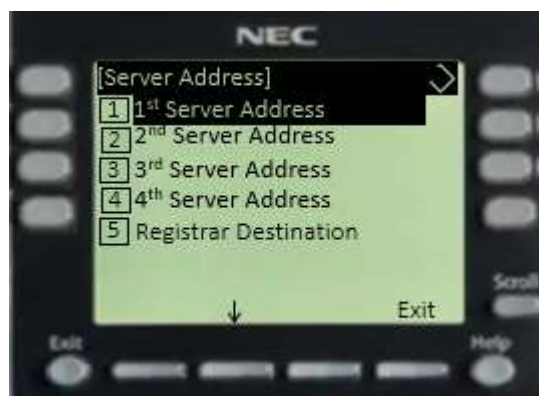 NEC
[Server Address]
1 1st Server Address
2 2nd Server Address
3 3rd Server Address
4 4th Server Address
5 Registrar Destination
↓ Exit
Scroll
Exit Help